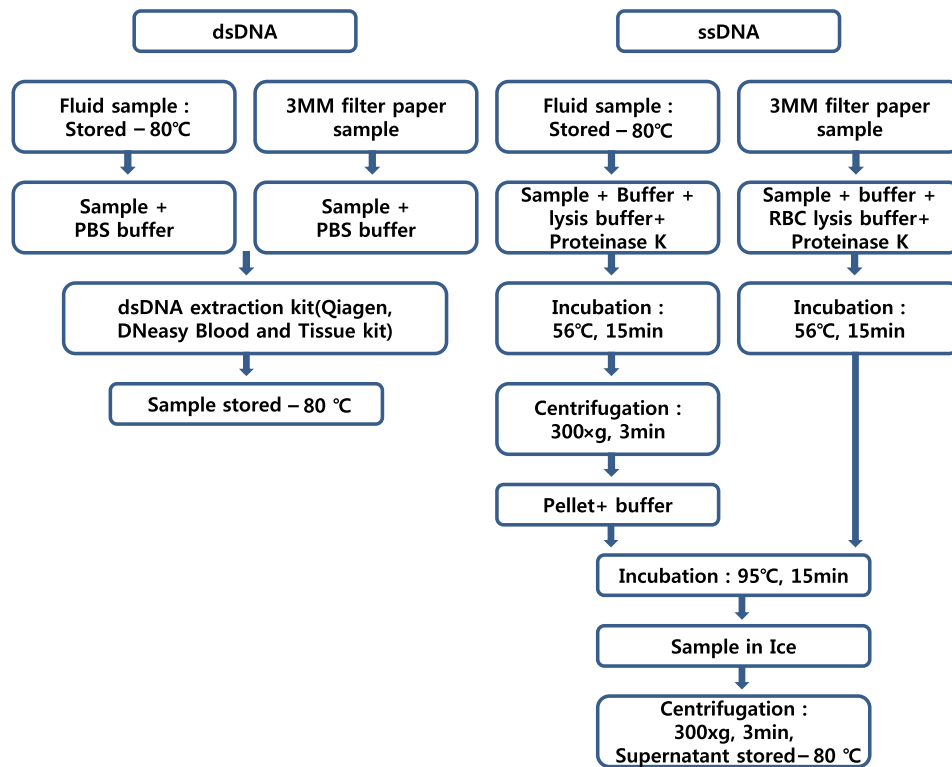 dsDNA
ssDNA
Fluid sample :
Stored – 80℃
3MM filter paper
sample
Fluid sample :
Stored – 80℃
3MM filter paper
sample
Sample +
PBS buffer
Sample +
PBS buffer
Sample + Buffer +
lysis buffer+
Proteinase K
Sample + buffer +
RBC lysis buffer+
Proteinase K
dsDNA extraction kit(Qiagen,
DNeasy Blood and Tissue kit)
Incubation :
56℃, 15min
Incubation :
56℃, 15min
Sample stored – 80 ℃
Centrifugation :
300×g, 3min
Pellet+ buffer
Incubation : 95℃, 15min
Sample in Ice
Centrifugation :
300xg, 3min,
Supernatant stored– 80 ℃